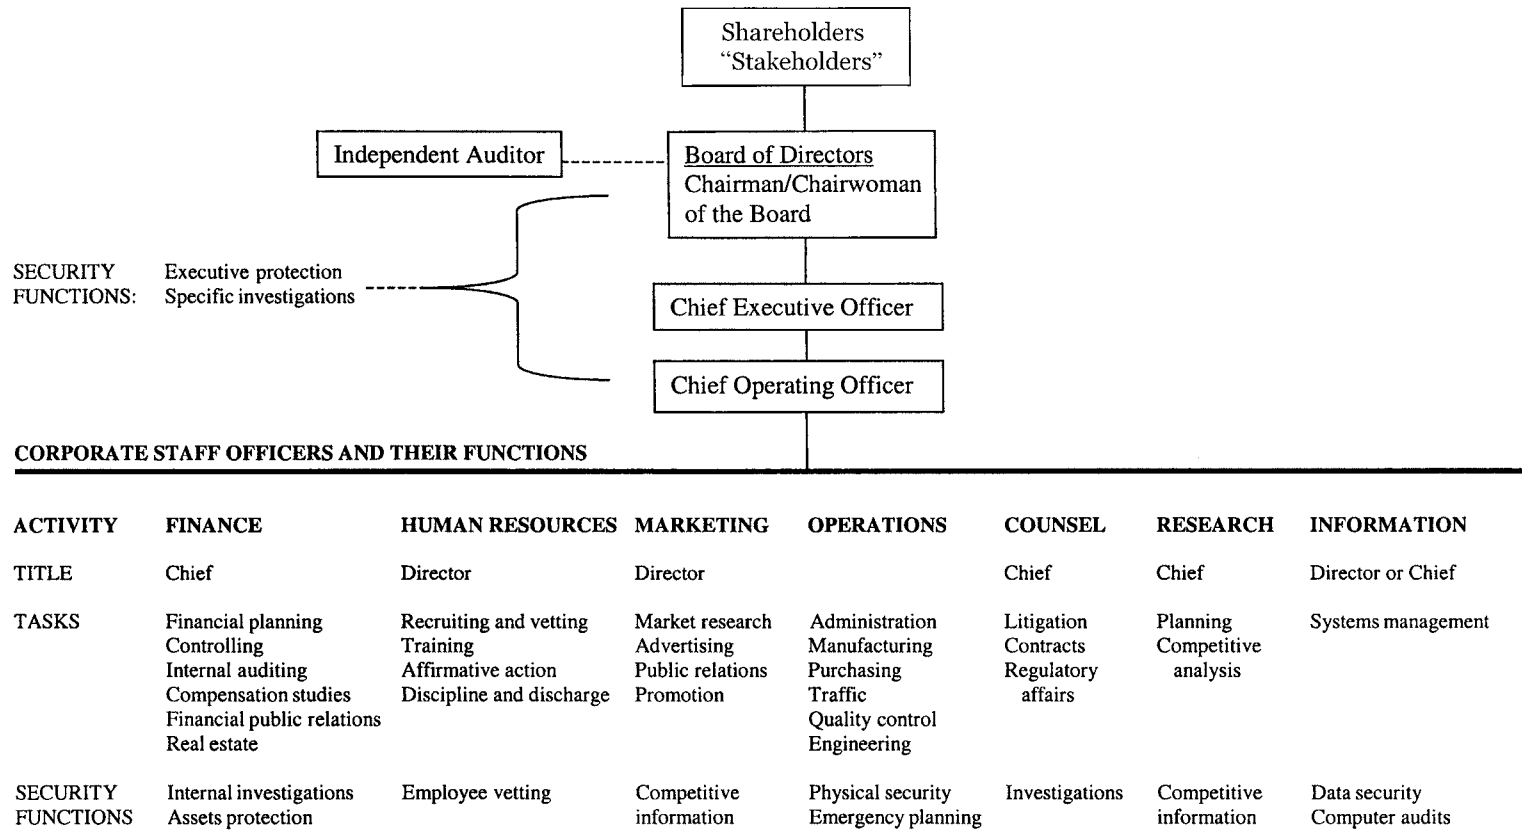 Shareholders
“Stakeholders”
Independent Auditor
Board of Directors
Chairman/Chairwoman
of the Board
SECURITY Executive protection
FUNCTIONS: Specific investigations
Chief Executive Officer
Chief Operating Officer
CORPORATE STAFF OFFICERS AND THEIR FUNCTIONS
ACTIVITY FINANCE HUMAN RESOURCES MARKETING OPERATIONS COUNSEL RESEARCH INFORMATION
TITLE Chief Director Director Chief Chief Director or Chief
TASKS Financial planning Recruiting and vetting Market research Administration Litigation Planning Systems management
Controlling Training Advertising Manufacturing Contracts Competitive
Internal auditing Affirmative action Public relations Purchasing Regulatory analysis
Compensation studies Discipline and discharge Promotion Traffic affairs
Financial public relations Quality control
Real estate Engineering
SECURITY Internal investigations Employee vetting Competitive Physical security Investigations Competitive Data security
FUNCTIONS Assets protection information Emergency planning information Computer audits